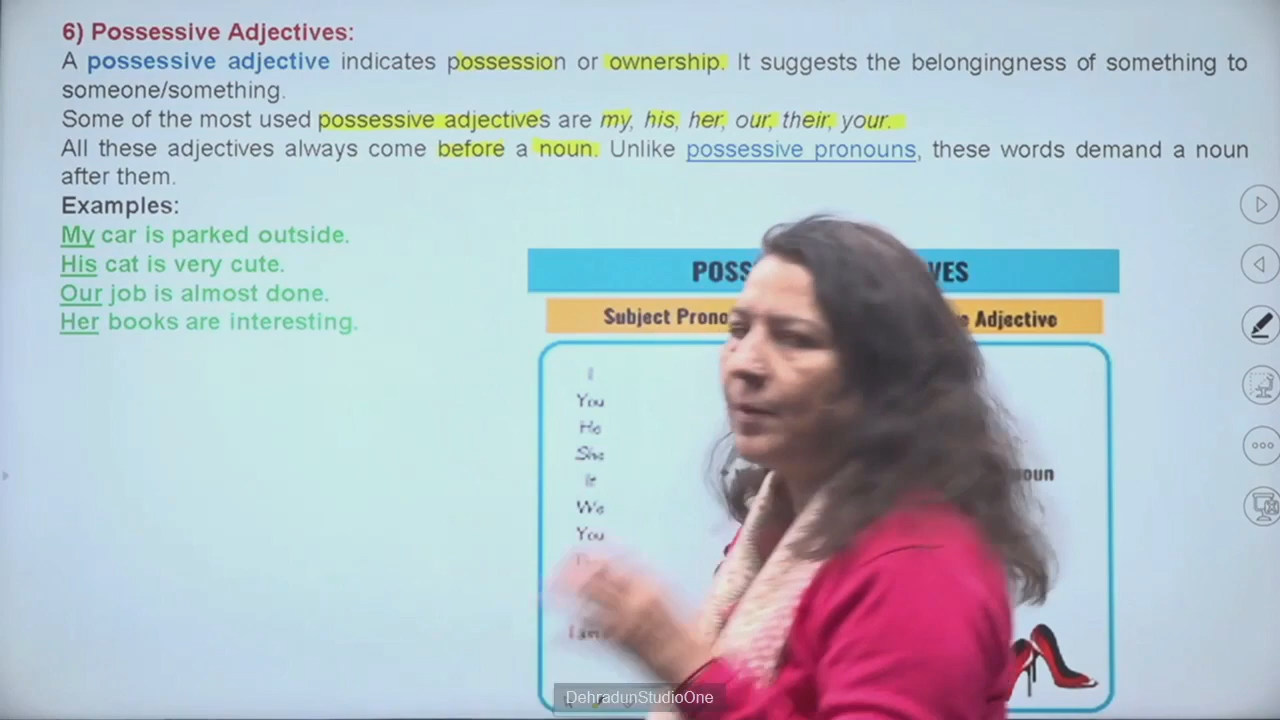 6) Possessive Adjectives:
A possessive adjective indicates possession or ownership. It suggests the belongingness of something to
someone/something.
Some of the most used possessive adjectives are my, his, her, our, their, your.
All these adjectives always come before a noun. Unlike possessive pronouns, these words demand a noun
after them.
Examples:
My car is parked outside.
His cat is very cute.
Our job is almost done.
Her books are interesting.
Subject
Adjective
I
You
He
She
It
We
You
DehradunStudioOne